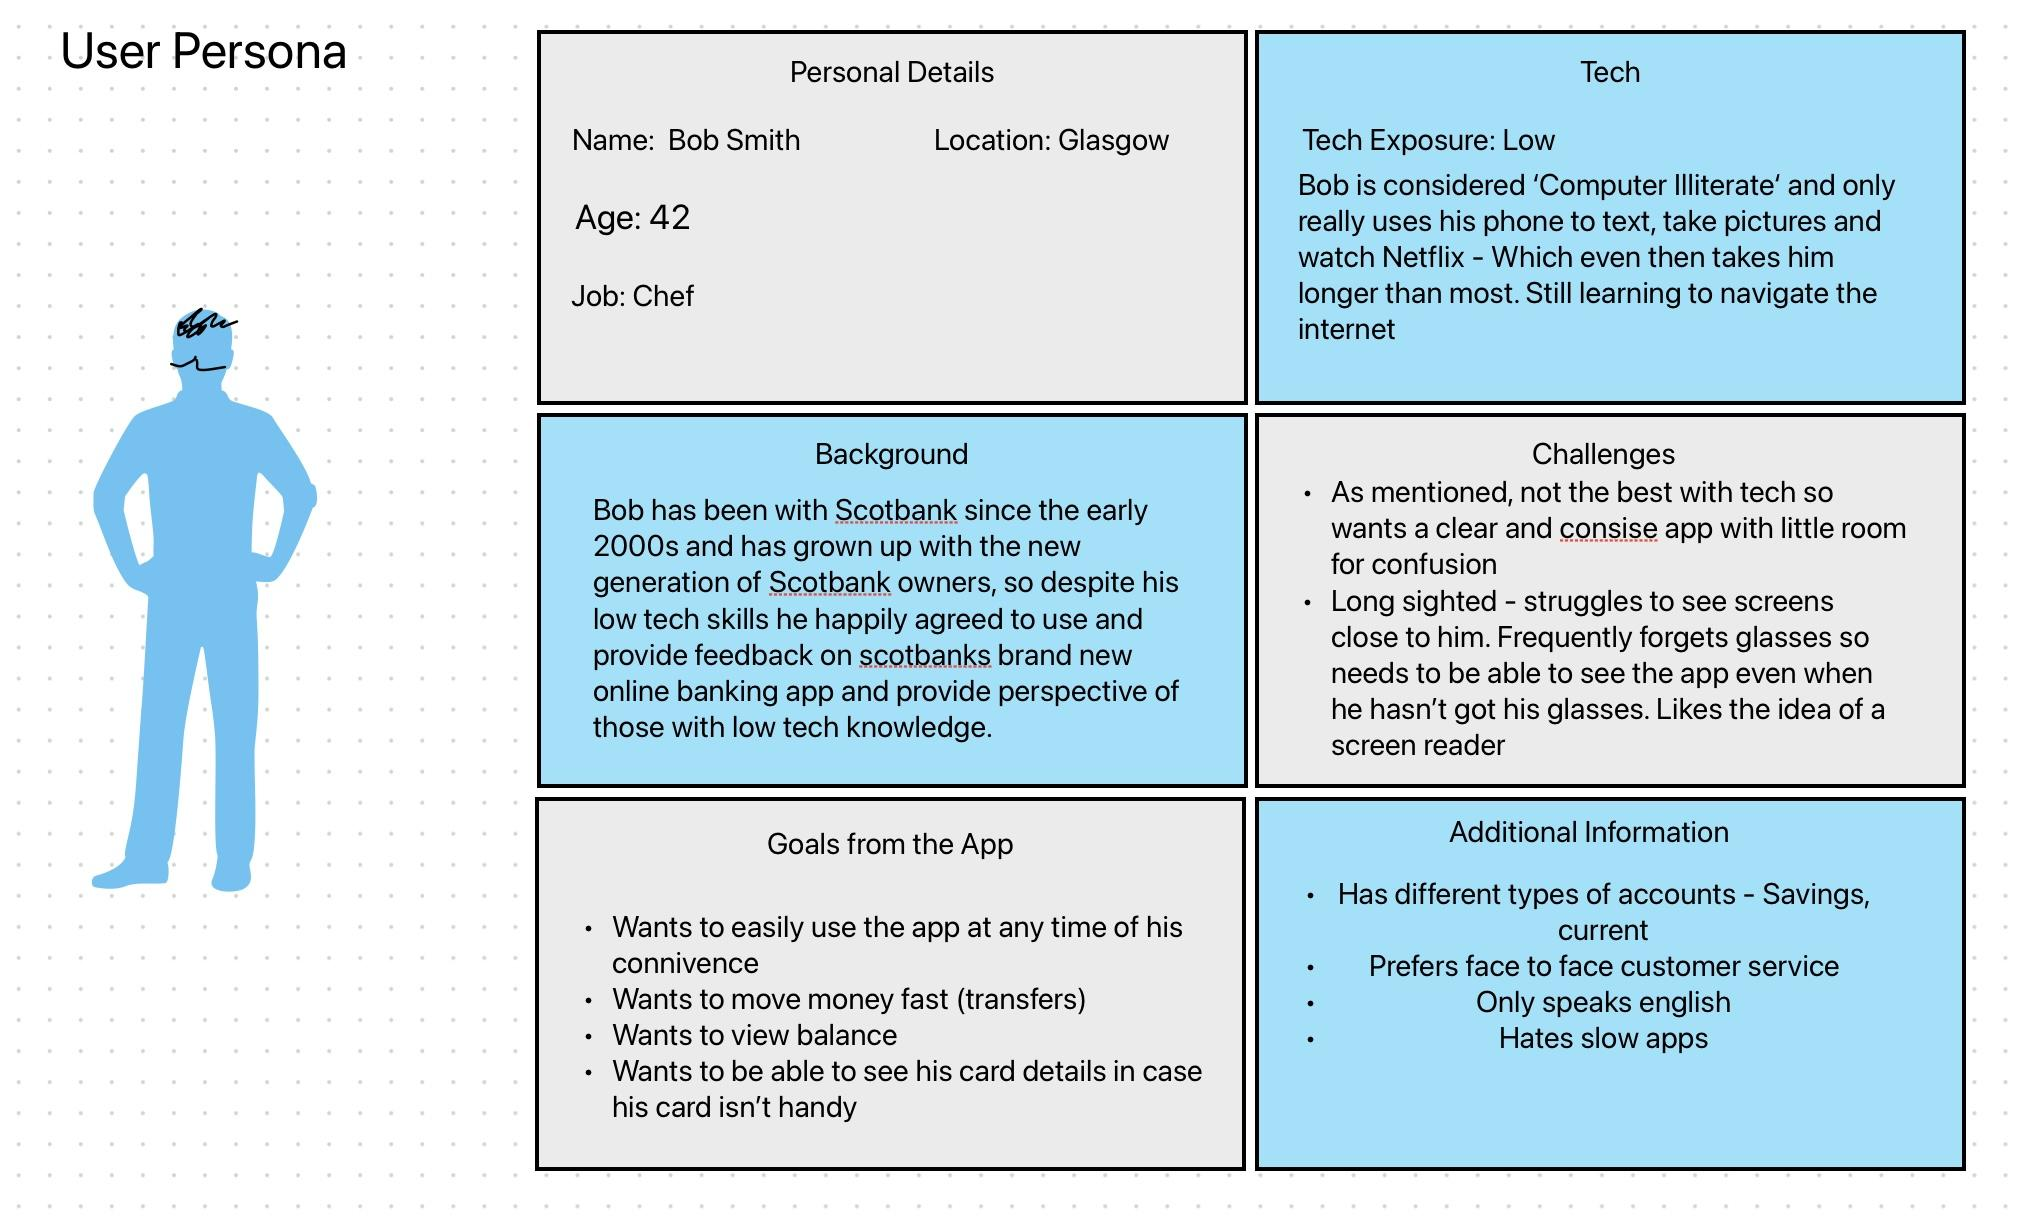 User Persona
Personal Details
Name:  Bob Smith
Location: Glasgow
Age: 42
Job: Chef
Tech
Tech Exposure: Low
Bob is considered ‘Computer Illiterate‘ and only
really uses his phone to text, take pictures and
watch Netflix - Which even then takes him
longer than most. Still learning to navigate the
internet
Background
Bob has been with Scotbank since the early
2000s and has grown up with the new
generation of Scotbank owners, so despite his
low tech skills he happily agreed to use and
provide feedback on scotbanks brand new
online banking app and provide perspective of
those with low tech knowledge.
Challenges
• As mentioned, not the best with tech so
wants a clear and consise app with little room
for confusion
• Long sighted - struggles to see screens
close to him. Frequently forgets glasses so
needs to be able to see the app even when
he hasn’t got his glasses. Likes the idea of a
screen reader
Goals from the App
• Wants to easily use the app at any time of his
connivence
• Wants to move money fast (transfers)
• Wants to view balance
• Wants to be able to see his card details in case
his card isn’t handy
Additional Information
• Has different types of accounts - Savings,
current
• Prefers face to face customer service
• Only speaks english
• Hates slow apps